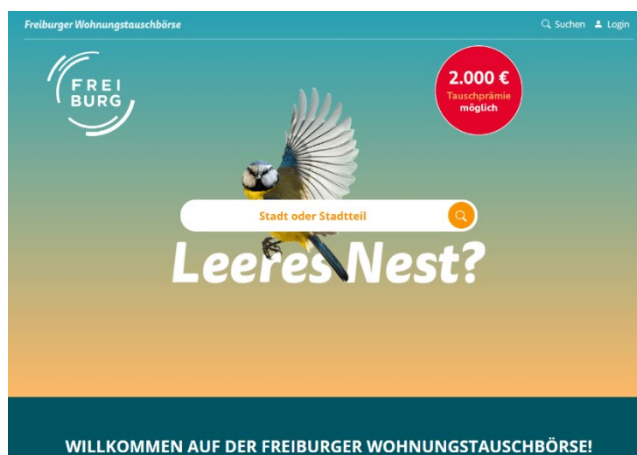 Freiburger Wohnungstauschbörse
Suchen Login
FREI
BURG
2.000 €
Tauschprämie
möglich
Stadt oder Stadtteil
Leeres Nest?
WILLKOMMEN AUF DER FREIBURGER WOHNUNGSTAUSCHBÖRSE!